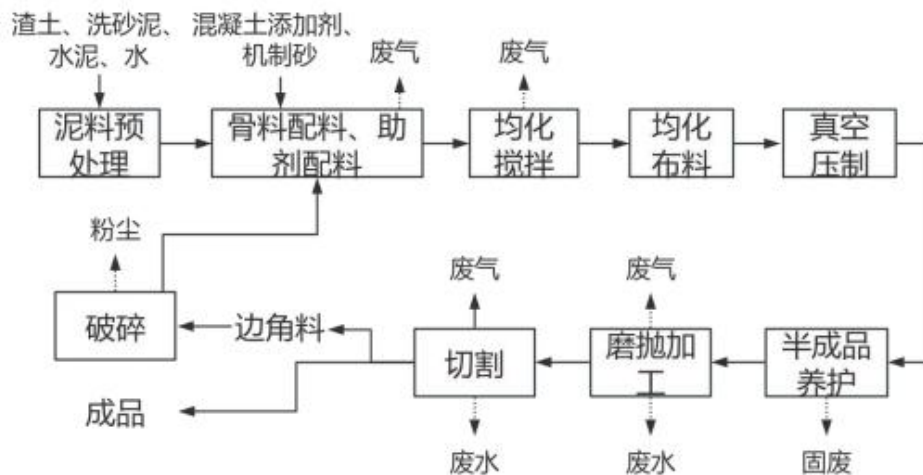 渣土、洗砂泥、
水泥、水
混凝土添加剂、
机制砂
废气
废气
泥料预
处理
骨料配料、助
剂配料
均化
搅拌
均化
布料
真空
压制
粉尘
破碎
边角料
成品
废气
切割
废水
废气
磨抛加
工
废水
半成品
养护
固废